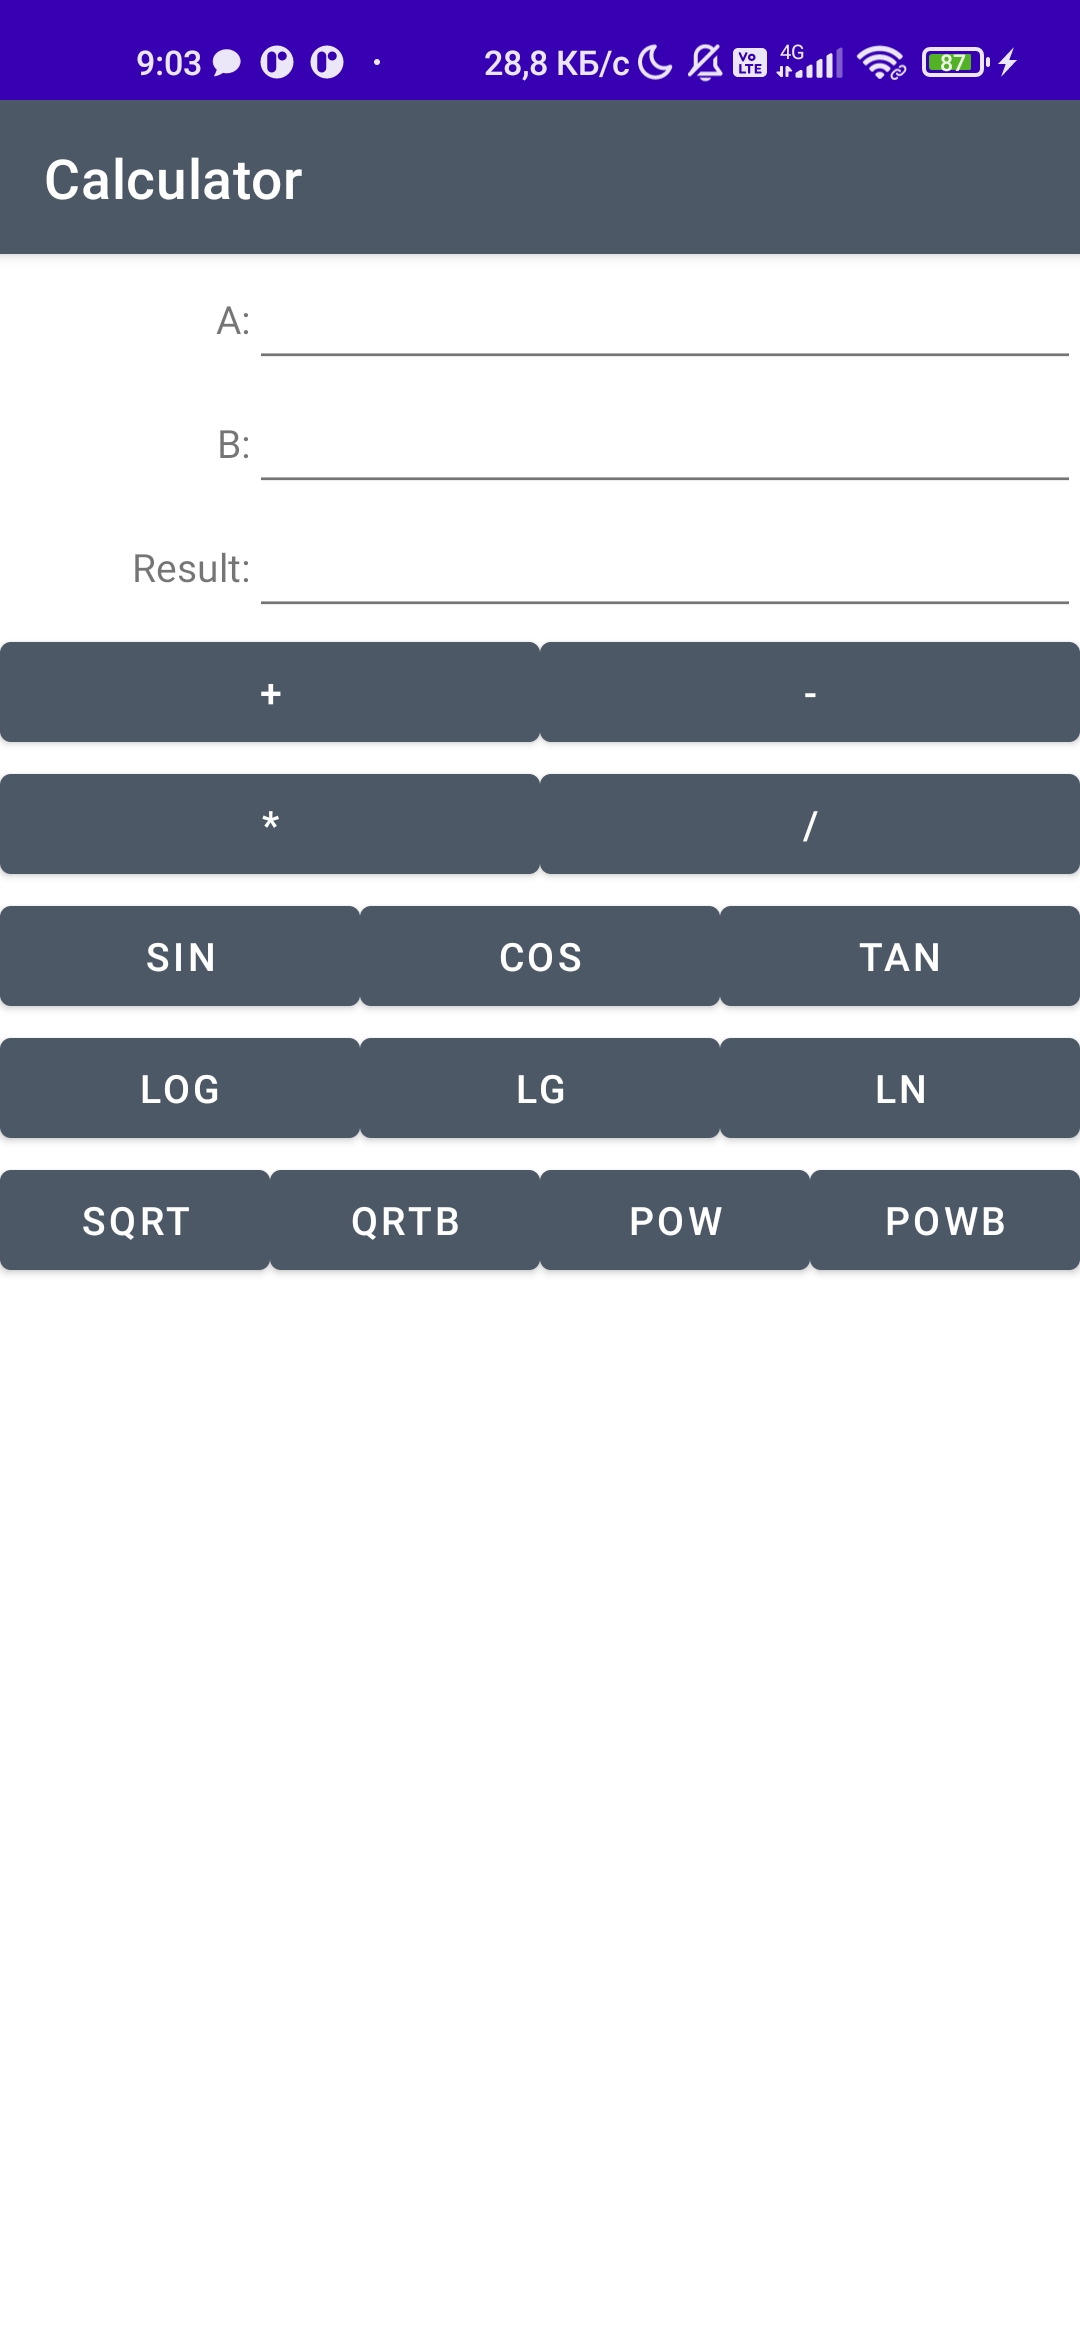 9:03 28,8 КБ/с Vo LTE 4G 87
Calculator
A:
B:
Result:
+ -
* /
SIN COS TAN
LOG LG LN
SQRT QRTB POW POWB